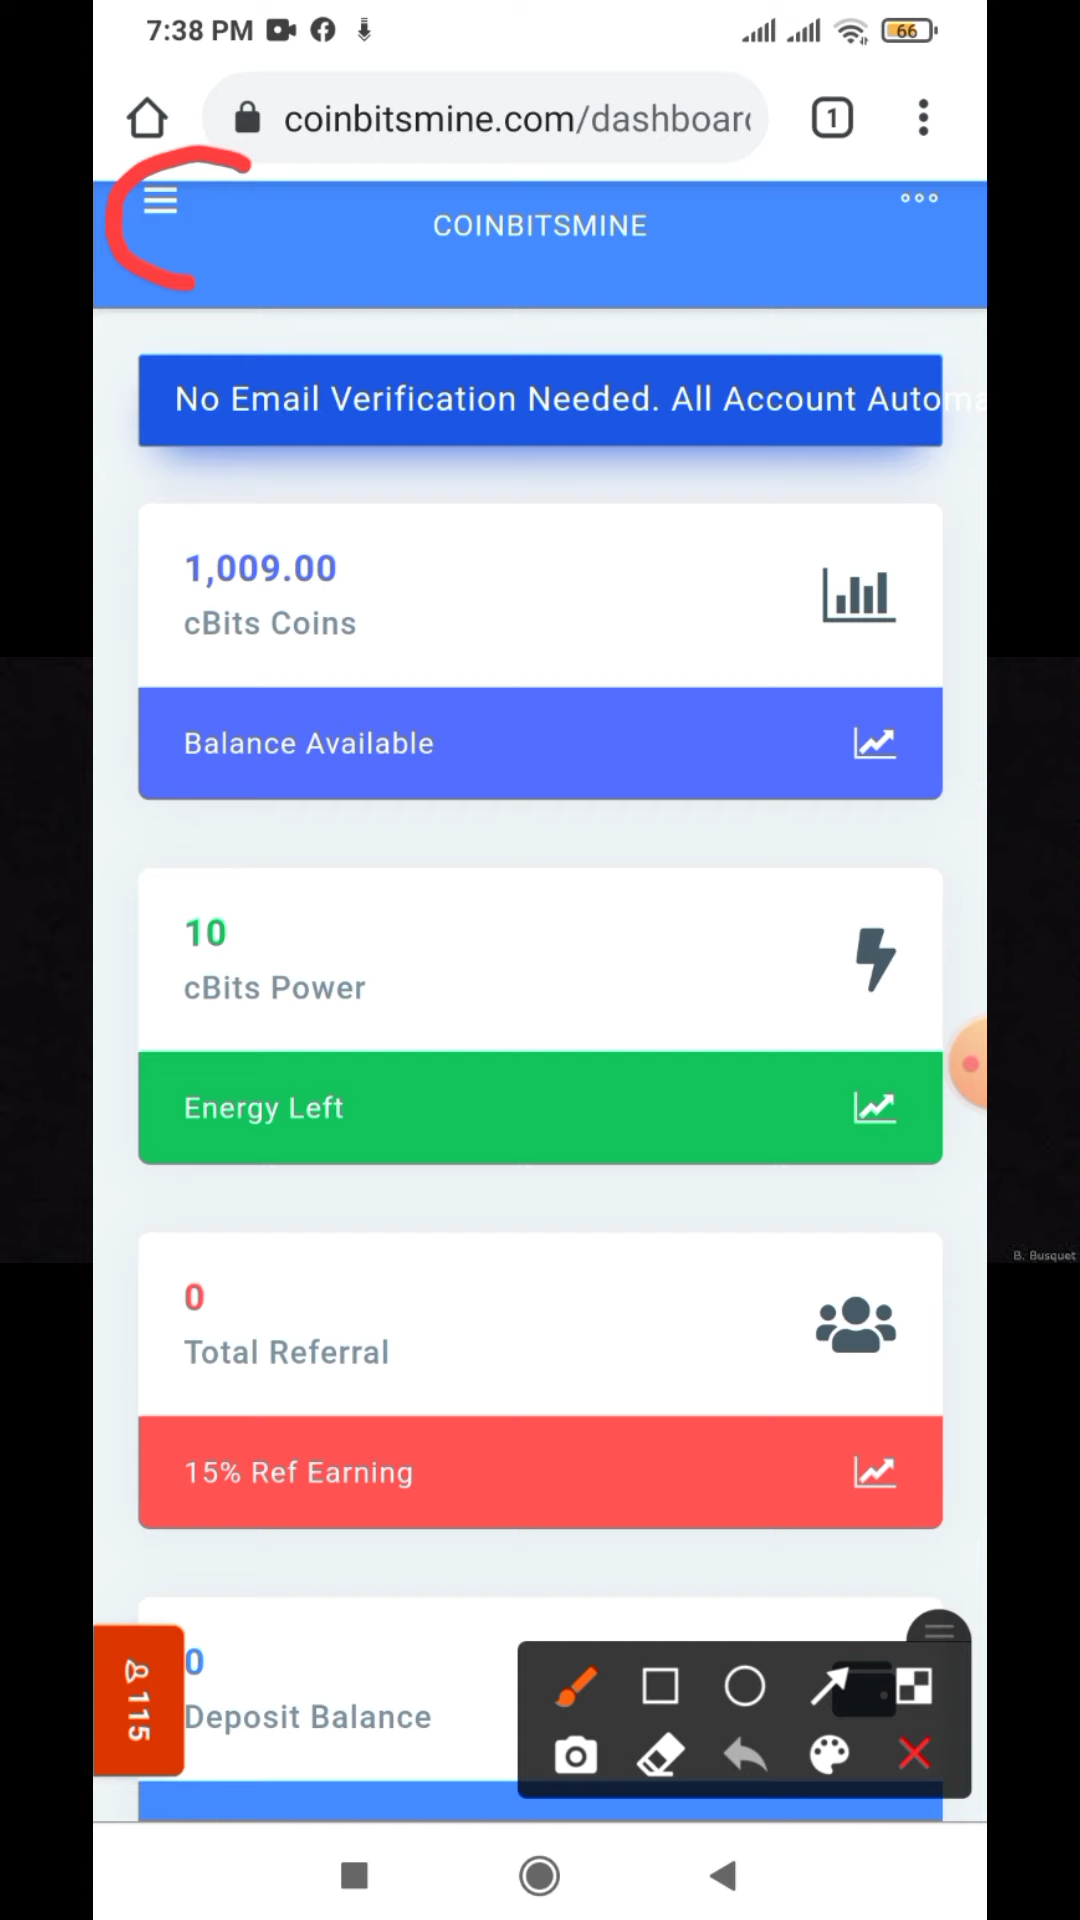 7:38 PM
66
coinbitsmine.com/dashboar
1
COINBITSMINE
No Email Verification Needed. All Account Automa
1,009.00
cBits Coins
Balance Available
10
cBits Power
Energy Left
B. Busquet
0
Total Referral
15% Ref Earning
115
0
Deposit Balance